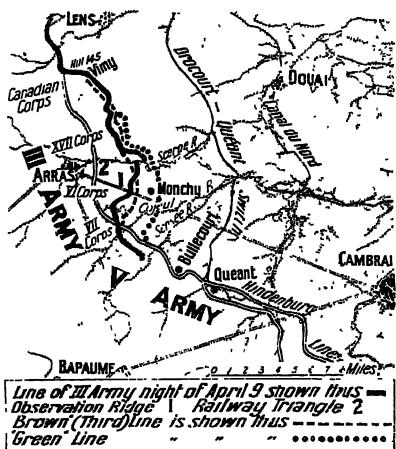 LENS
Hill 145
Vimy
Canadian
Corps
DOUAI
Drocourt - Quéant
Canal du Nord
XVII Corps
Scarpe R.
III ARMY
ARRAS
2
1
VI Corps
Monchy
Cojeul
VII
Corps
Bullecourt
Switch
CAMBRAI
Queant
V ARMY
Hindenburg
Line
BAPAUME
0 1 2 3 4 5 6 7 Miles
Line of III Army night of April 9 shown thus
Observation Ridge 1 Railway Triangle 2
Brown (Third) Line is shown thus
"Green" Line " " "